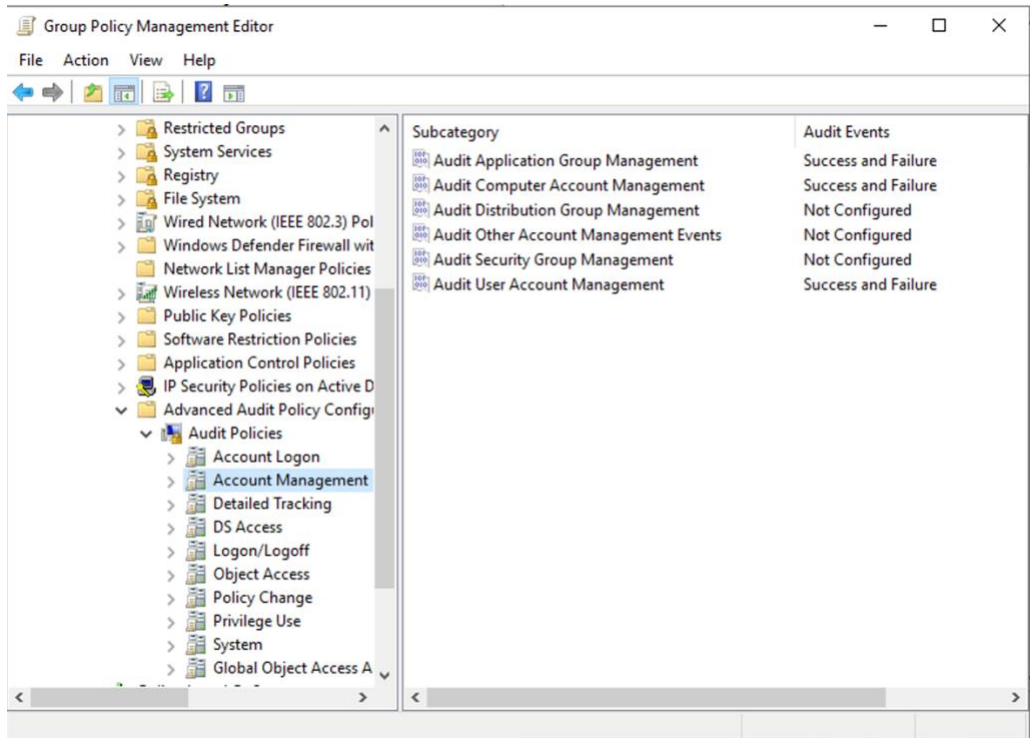 Group Policy Management Editor
File Action View Help
Restricted Groups
System Services
Registry
File System
Wired Network (IEEE 802.3) Pol
Windows Defender Firewall wit
Network List Manager Policies
Wireless Network (IEEE 802.11)
Public Key Policies
Software Restriction Policies
Application Control Policies
IP Security Policies on Active D
Advanced Audit Policy Configu
Audit Policies
Account Logon
Account Management
Detailed Tracking
DS Access
Logon/Logoff
Object Access
Policy Change
Privilege Use
System
Global Object Access A
Subcategory Audit Events
Audit Application Group Management Success and Failure
Audit Computer Account Management Success and Failure
Audit Distribution Group Management Not Configured
Audit Other Account Management Events Not Configured
Audit Security Group Management Not Configured
Audit User Account Management Success and Failure